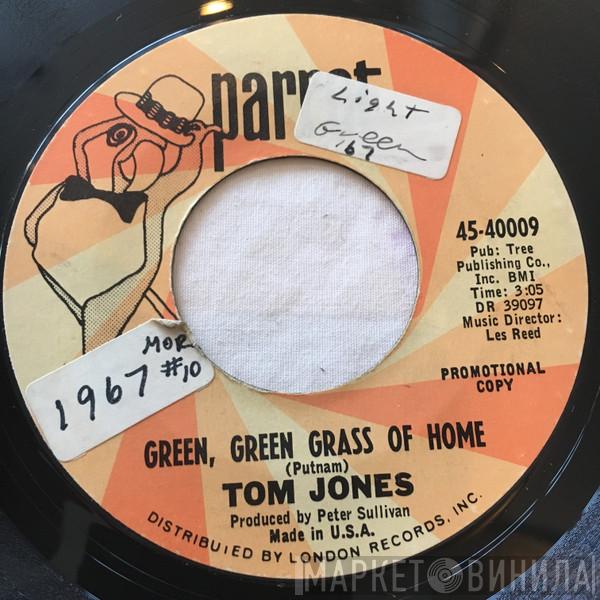 parrot
Light
Green
67
45-40009
Pub: Tree
Publishing Co.,
Inc. BMI
Time: 3:05
DR 39097
Music Director:
Les Reed
PROMOTIONAL
COPY
MOR
1967 #10
GREEN, GREEN GRASS OF HOME
(Putnam)
TOM JONES
Produced by Peter Sullivan
Made in U.S.A.
DISTRIBUTED BY LONDON RECORDS, INC.
МАРКЕТ ВИНИЛА